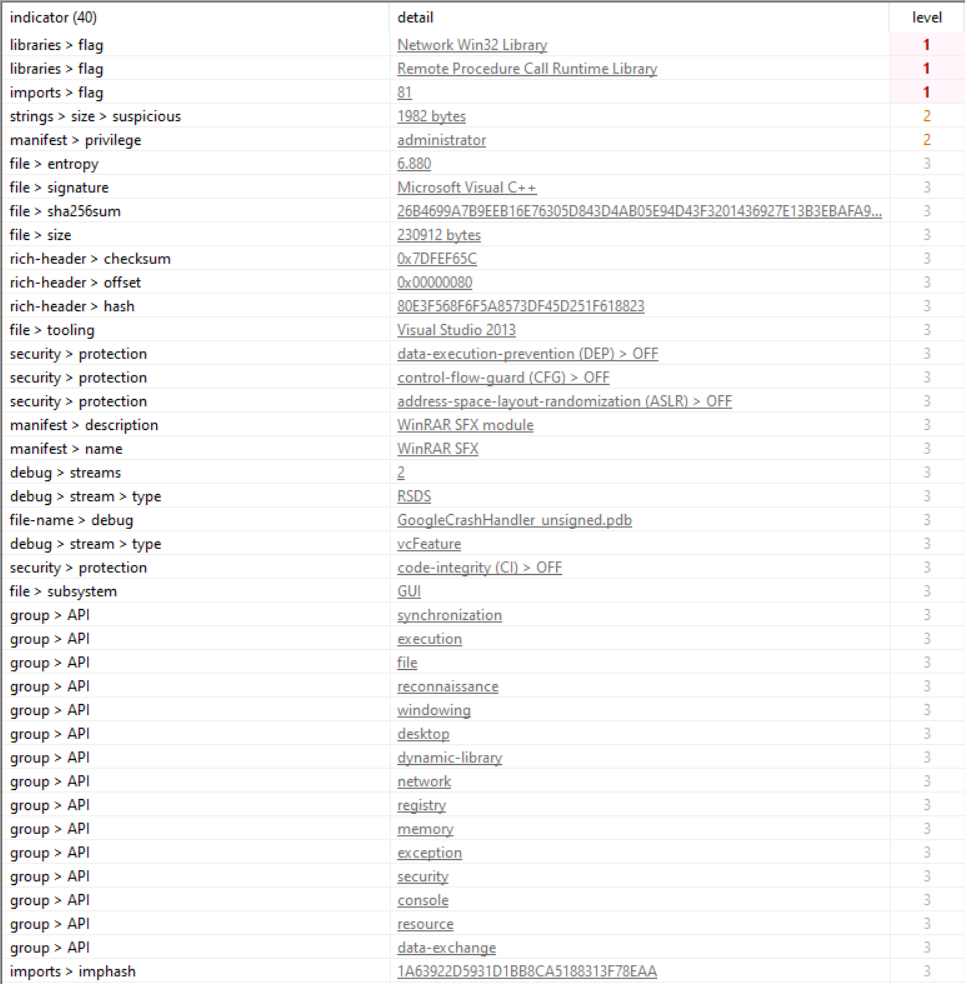 indicator (40) detail level
libraries > flag Network Win32 Library 1
libraries > flag Remote Procedure Call Runtime Library 1
imports > flag 81 1
strings > size > suspicious 1982 bytes 2
manifest > privilege administrator 2
file > entropy 6.880 3
file > signature Microsoft Visual C++ 3
file > sha256sum 26B4699A7B9EEB16E76305D843D4AB05E94D43F3201436927E13B3EBAFA9... 3
file > size 230912 bytes 3
rich-header > checksum 0x7DFEF65C 3
rich-header > offset 0x00000080 3
rich-header > hash 80E3F568F6F5A8573DF45D251F618823 3
file > tooling Visual Studio 2013 3
security > protection data-execution-prevention (DEP) > OFF 3
security > protection control-flow-guard (CFG) > OFF 3
security > protection address-space-layout-randomization (ASLR) > OFF 3
manifest > description WinRAR SFX module 3
manifest > name WinRAR SFX 3
debug > streams 2 3
debug > stream > type RSDS 3
file-name > debug GoogleCrashHandler_unsigned.pdb 3
debug > stream > type vcFeature 3
security > protection code-integrity (CI) > OFF 3
file > subsystem GUI 3
group > API synchronization 3
group > API execution 3
group > API file 3
group > API reconnaissance 3
group > API windowing 3
group > API desktop 3
group > API dynamic-library 3
group > API network 3
group > API registry 3
group > API memory 3
group > API exception 3
group > API security 3
group > API console 3
group > API resource 3
group > API data-exchange 3
imports > imphash 1A63922D5931D1BB8CA5188313F78EAA 3